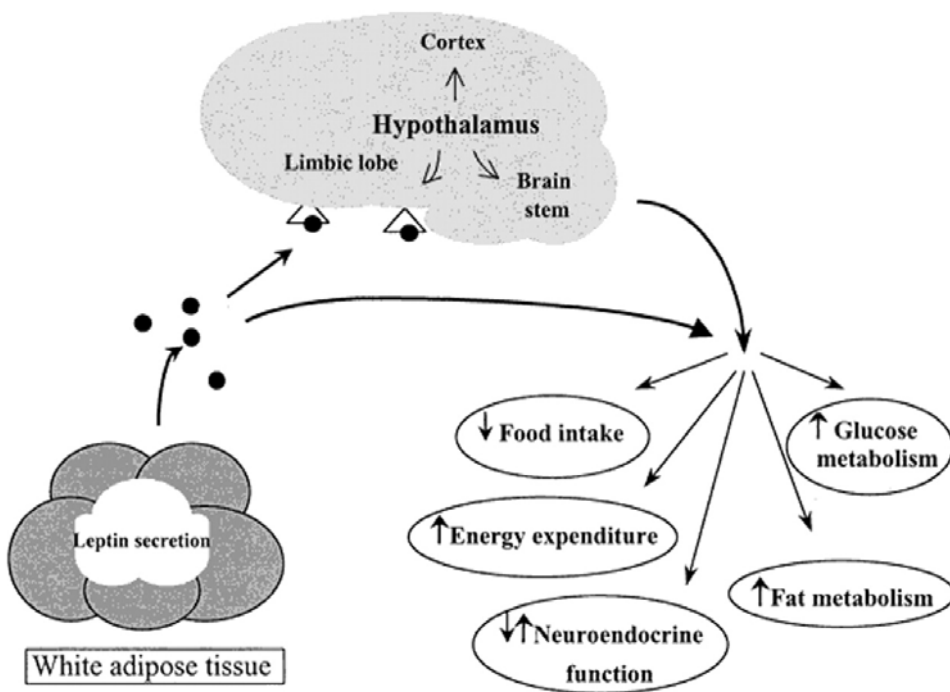 Cortex
Hypothalamus
Limbic lobe
Brain
stem
↓ Food intake
↑ Glucose
metabolism
↑ Energy expenditure
Leptin secretion
↑ Fat metabolism
↓↑ Neuroendocrine
function
White adipose tissue